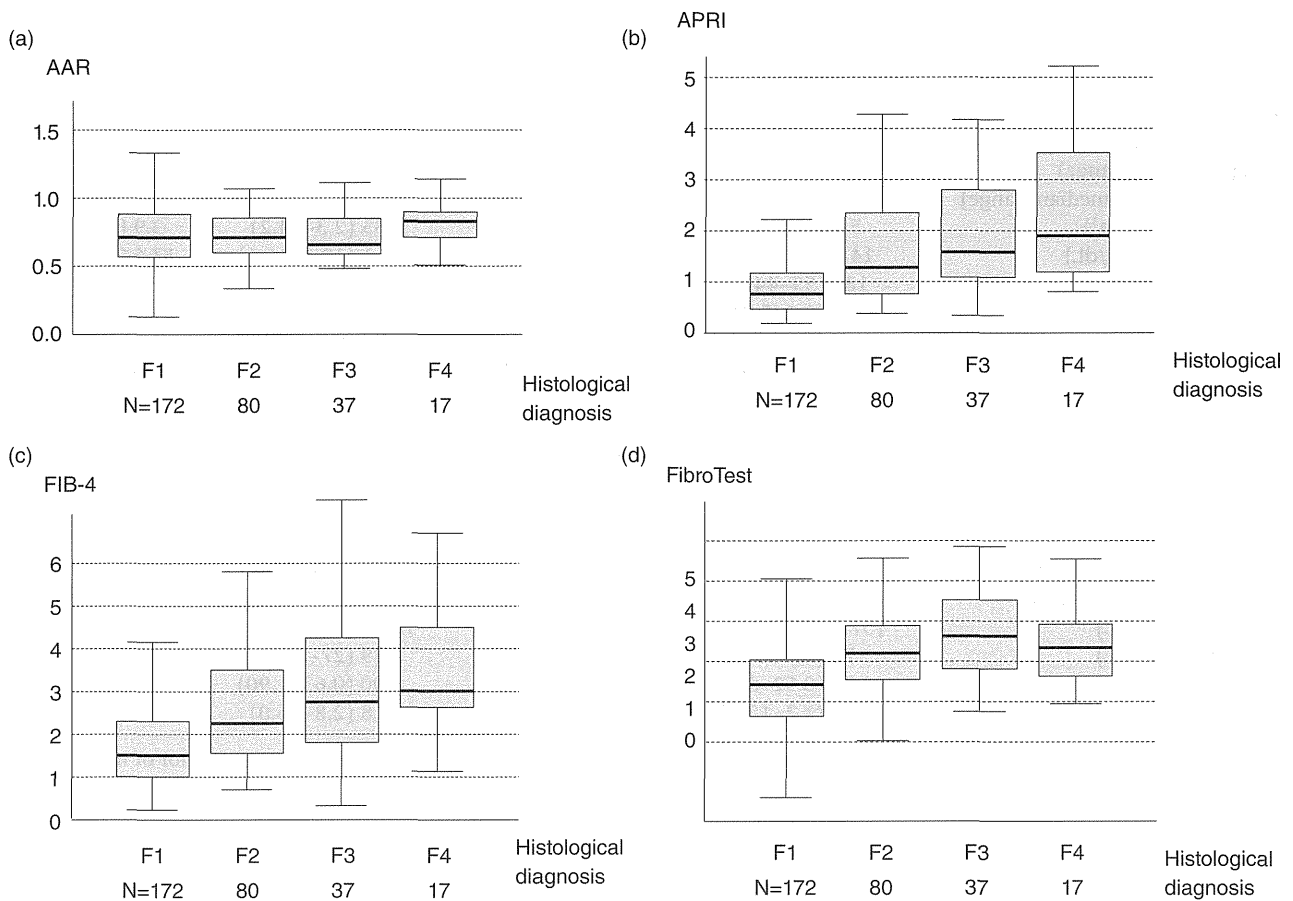 (a)
AAR
1.5
1.0
0.5
0.0
F1 F2 F3 F4
N=172 80 37 17
Histological
diagnosis
(b)
APRI
5
4
3
2
1
0
F1 F2 F3 F4
N=172 80 37 17
Histological
diagnosis
(c)
FIB-4
6
5
4
3
2
1
0
F1 F2 F3 F4
N=172 80 37 17
Histological
diagnosis
(d)
FibroTest
5
4
3
2
1
0
F1 F2 F3 F4
N=172 80 37 17
Histological
diagnosis